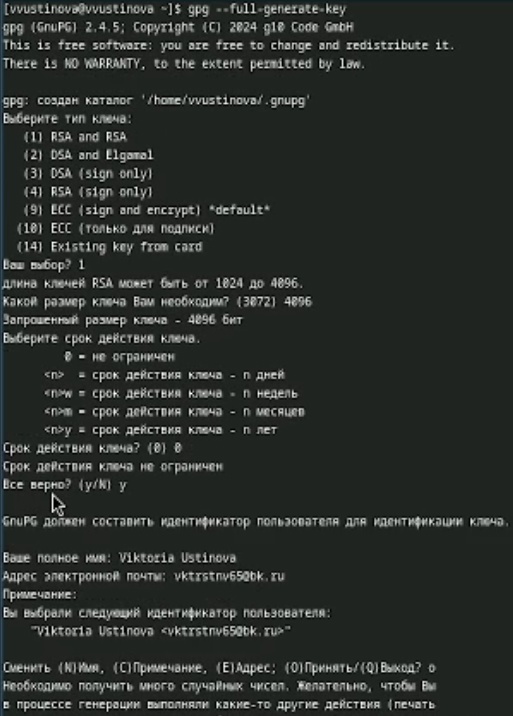 [vvustinova@vvustinova ~]$ gpg --full-generate-key
gpg (GnuPG) 2.4.5; Copyright (C) 2024 g10 Code GmbH
This is free software: you are free to change and redistribute it.
There is NO WARRANTY, to the extent permitted by law.
gpg: создан каталог '/home/vvustinova/.gnupg'
Выберите тип ключа:
(1) RSA and RSA
(2) DSA and Elgamal
(3) DSA (sign only)
(4) RSA (sign only)
(9) ECC (sign and encrypt) *default*
(10) ECC (только для подписи)
(14) Existing key from card
Ваш выбор? 1
длина ключей RSA может быть от 1024 до 4096.
Какой размер ключа Вам необходим? (3072) 4096
Запрошенный размер ключа - 4096 бит
Выберите срок действия ключа.
0 = не ограничен
<n> = срок действия ключа - n дней
<n>w = срок действия ключа - n недель
<n>m = срок действия ключа - n месяцев
<n>y = срок действия ключа - n лет
Срок действия ключа? (0) 0
Срок действия ключа не ограничен
Все верно? (y/N) y
GnuPG должен составить идентификатор пользователя для идентификации ключа.
Ваше полное имя: Viktoria Ustinova
Адрес электронной почты: vktrstnv65@bk.ru
Примечание:
Вы выбрали следующий идентификатор пользователя:
"Viktoria Ustinova <vktrstnv65@bk.ru>"
Сменить (N)Имя, (C)Примечание, (E)Адрес; (O)Принять/(Q)Выход? o
Необходимо получить много случайных чисел. Желательно, чтобы Вы
в процессе генерации выполняли какие-то другие действия (печать